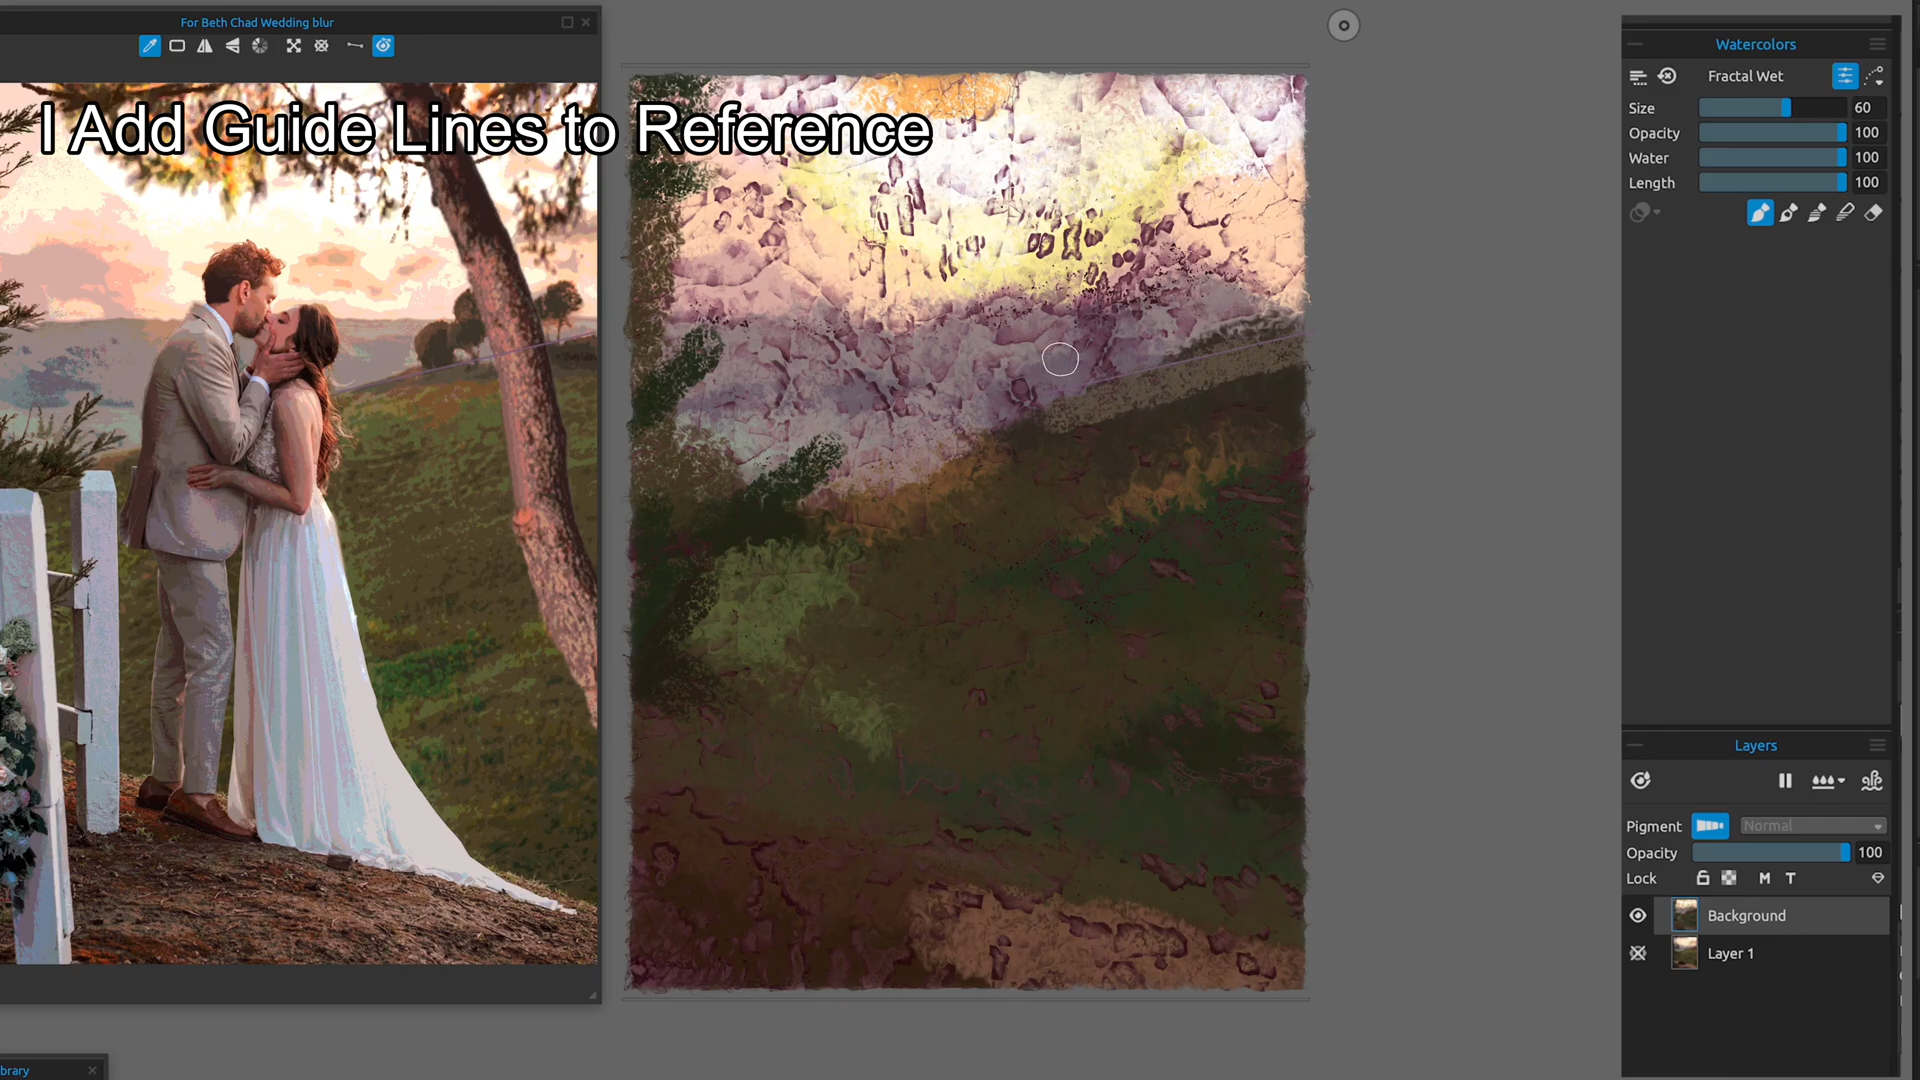 For Beth Chad Wedding blur
I Add Guide Lines to Reference
Watercolors
Fractal Wet
Size 60
Opacity 100
Water 100
Length 100
Layers
Pigment Normal
Opacity 100
Lock M T
Background
Layer 1
brary